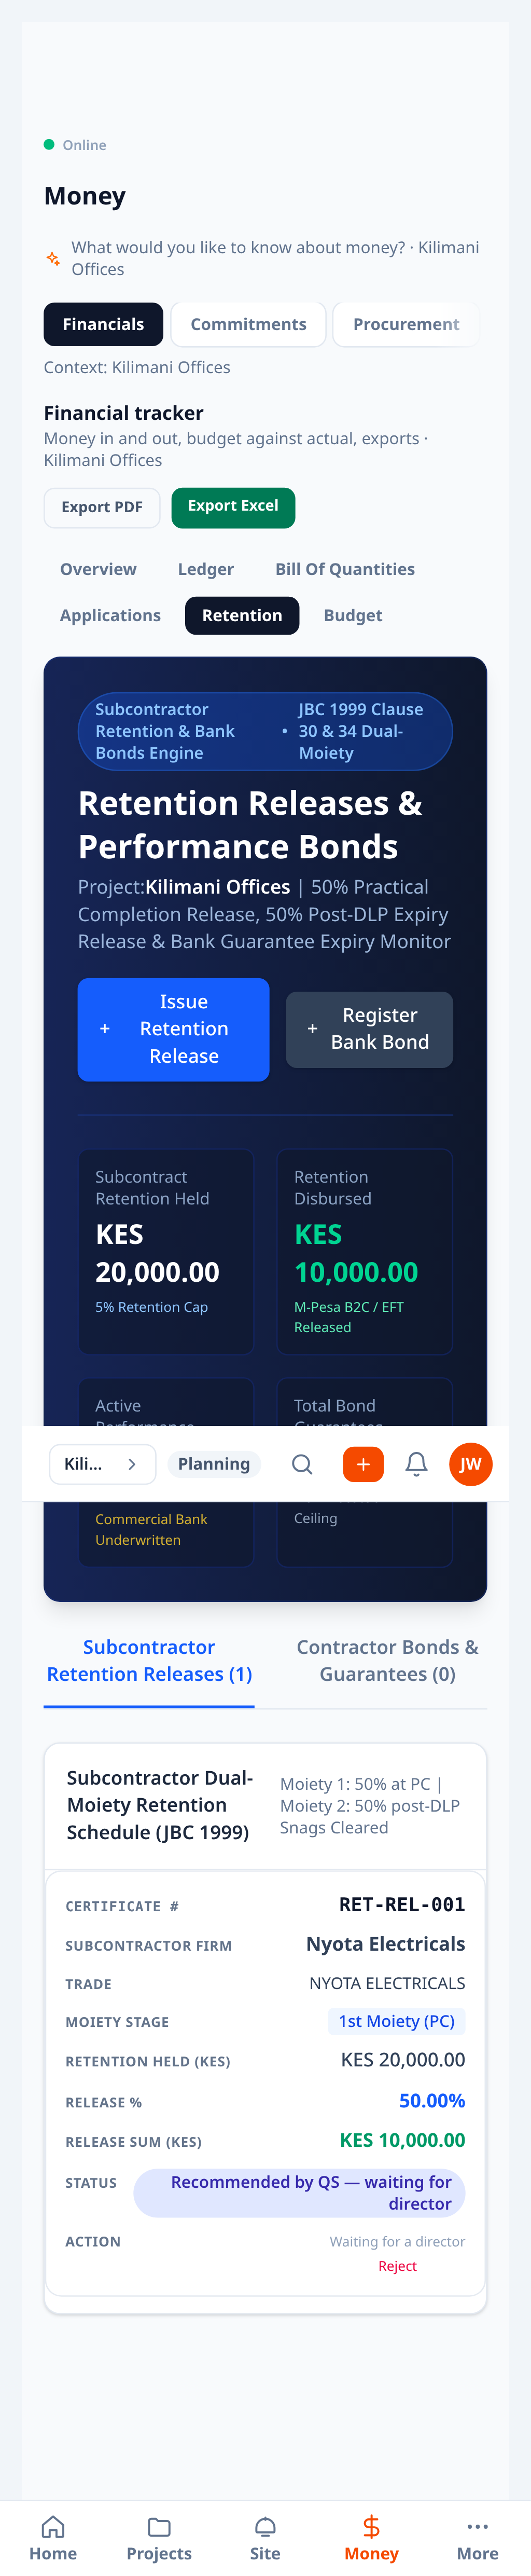 Online
Money
What would you like to know about money? · Kilimani
Offices
Financials
Commitments
Procurement
Context: Kilimani Offices
Financial tracker
Money in and out, budget against actual, exports ·
Kilimani Offices
Export PDF
Export Excel
Overview
Ledger
Bill Of Quantities
Applications
Retention
Budget
Subcontractor
Retention & Bank
Bonds Engine
•
JBC 1999 Clause
30 & 34 Dual-
Moiety
Retention Releases &
Performance Bonds
Project:Kilimani Offices | 50% Practical
Completion Release, 50% Post-DLP Expiry
Release & Bank Guarantee Expiry Monitor
+ Issue
Retention
Release
+ Register
Bank Bond
Subcontract
Retention Held
KES
20,000.00
5% Retention Cap
Retention
Disbursed
KES
10,000.00
M-Pesa B2C / EFT
Released
Active
Performance
Total Bond
Guarantees
Kili...
Planning
+
JW
Commercial Bank
Underwritten
Ceiling
Subcontractor
Retention Releases (1)
Contractor Bonds &
Guarantees (0)
Subcontractor Dual-
Moiety Retention
Schedule (JBC 1999)
Moiety 1: 50% at PC |
Moiety 2: 50% post-DLP
Snags Cleared
CERTIFICATE # RET-REL-001
SUBCONTRACTOR FIRM Nyota Electricals
TRADE NYOTA ELECTRICALS
MOIETY STAGE 1st Moiety (PC)
RETENTION HELD (KES) KES 20,000.00
RELEASE % 50.00%
RELEASE SUM (KES) KES 10,000.00
STATUS Recommended by QS — waiting for
director
ACTION Waiting for a director
Reject
Home
Projects
Site
Money
More